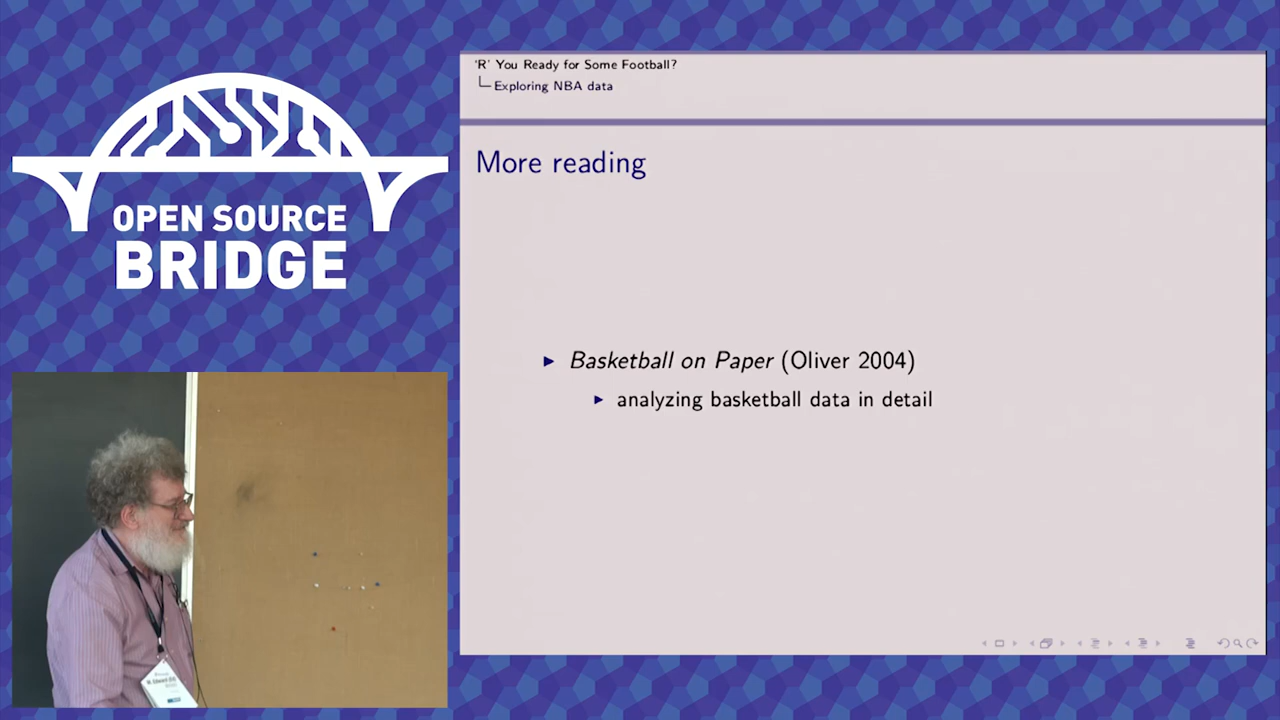 OPEN SOURCE
BRIDGE
'R' You Ready for Some Football?
Exploring NBA data
More reading
Basketball on Paper (Oliver 2004)
analyzing basketball data in detail